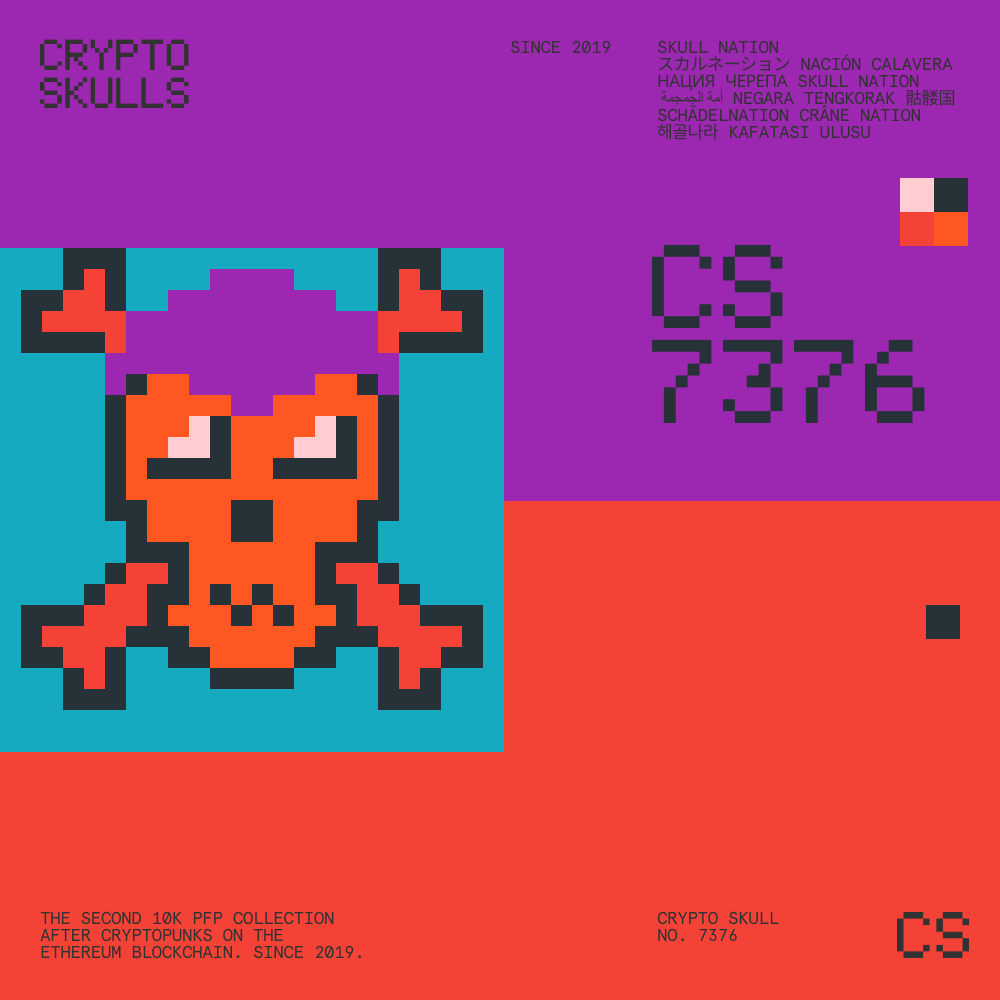 CRYPTO
SKULLS
SINCE 2019
SKULL NATION
スカルネーション NACIÓN CALAVERA
НАЦИЯ ЧЕРЕПА SKULL NATION
أمة الجمجمة NEGARA TENGKORAK 骷髅国
SCHÄDELNATION CRÂNE NATION
해골나라 KAFATASI ULUSU
CS
7376
THE SECOND 10K PFP COLLECTION
AFTER CRYPTOPUNKS ON THE
ETHEREUM BLOCKCHAIN. SINCE 2019.
CRYPTO SKULL
NO. 7376
CS